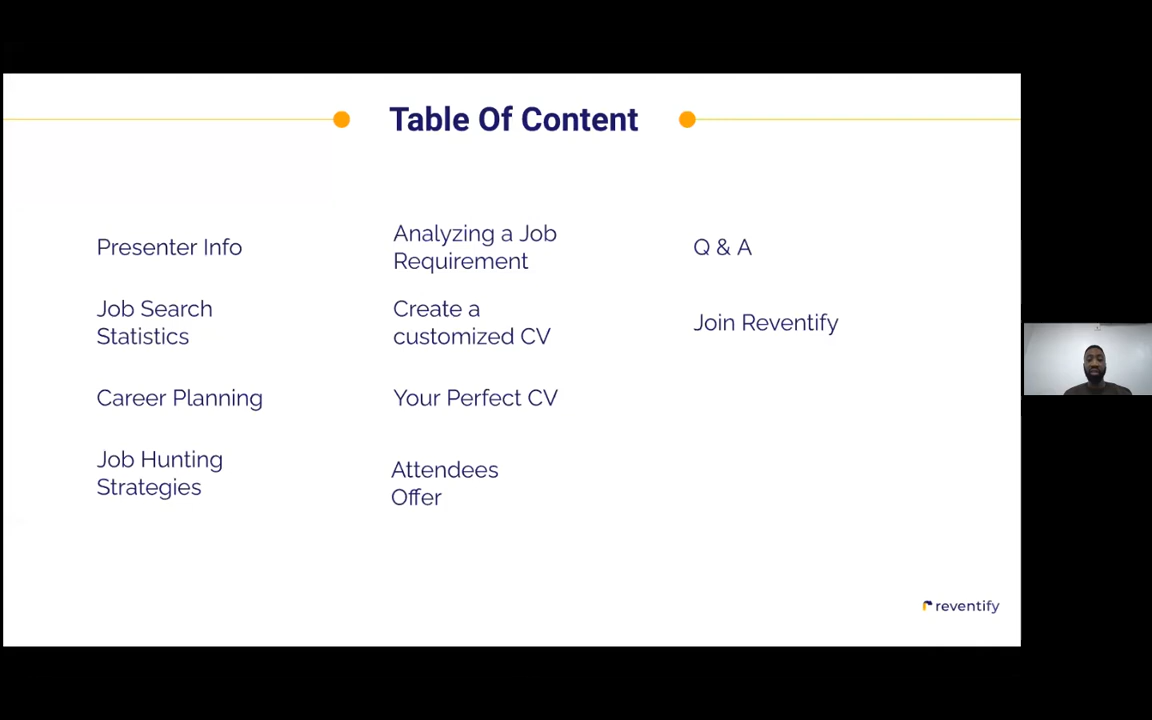 Table Of Content
Presenter Info
Job Search
Statistics
Career Planning
Job Hunting
Strategies
Analyzing a Job
Requirement
Create a
customized CV
Your Perfect CV
Attendees
Offer
Q & A
Join Reventify
reventify